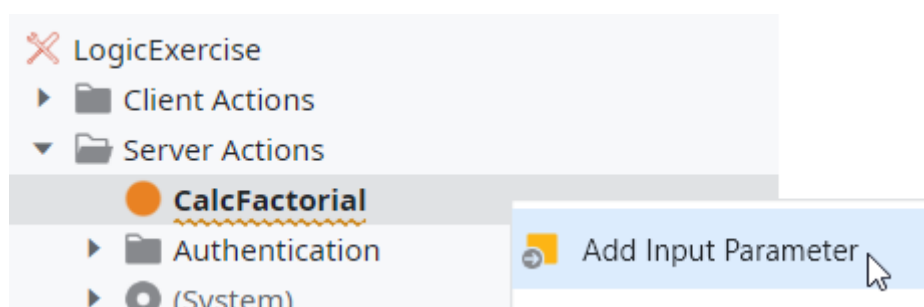 LogicExercise
Client Actions
Server Actions
CalcFactorial
Authentication
Add Input Parameter
(System)